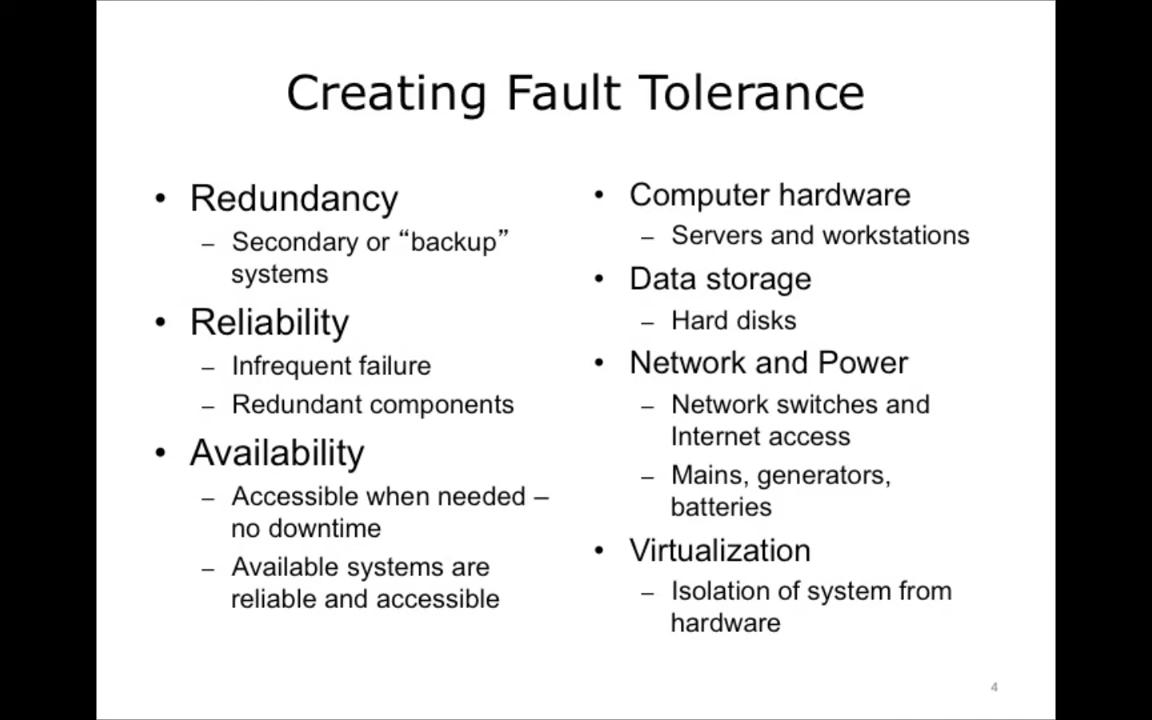 Creating Fault Tolerance
• Redundancy
– Secondary or “backup”
systems
• Reliability
– Infrequent failure
– Redundant components
• Availability
– Accessible when needed –
no downtime
– Available systems are
reliable and accessible
• Computer hardware
– Servers and workstations
• Data storage
– Hard disks
• Network and Power
– Network switches and
Internet access
– Mains, generators,
batteries
• Virtualization
– Isolation of system from
hardware
4